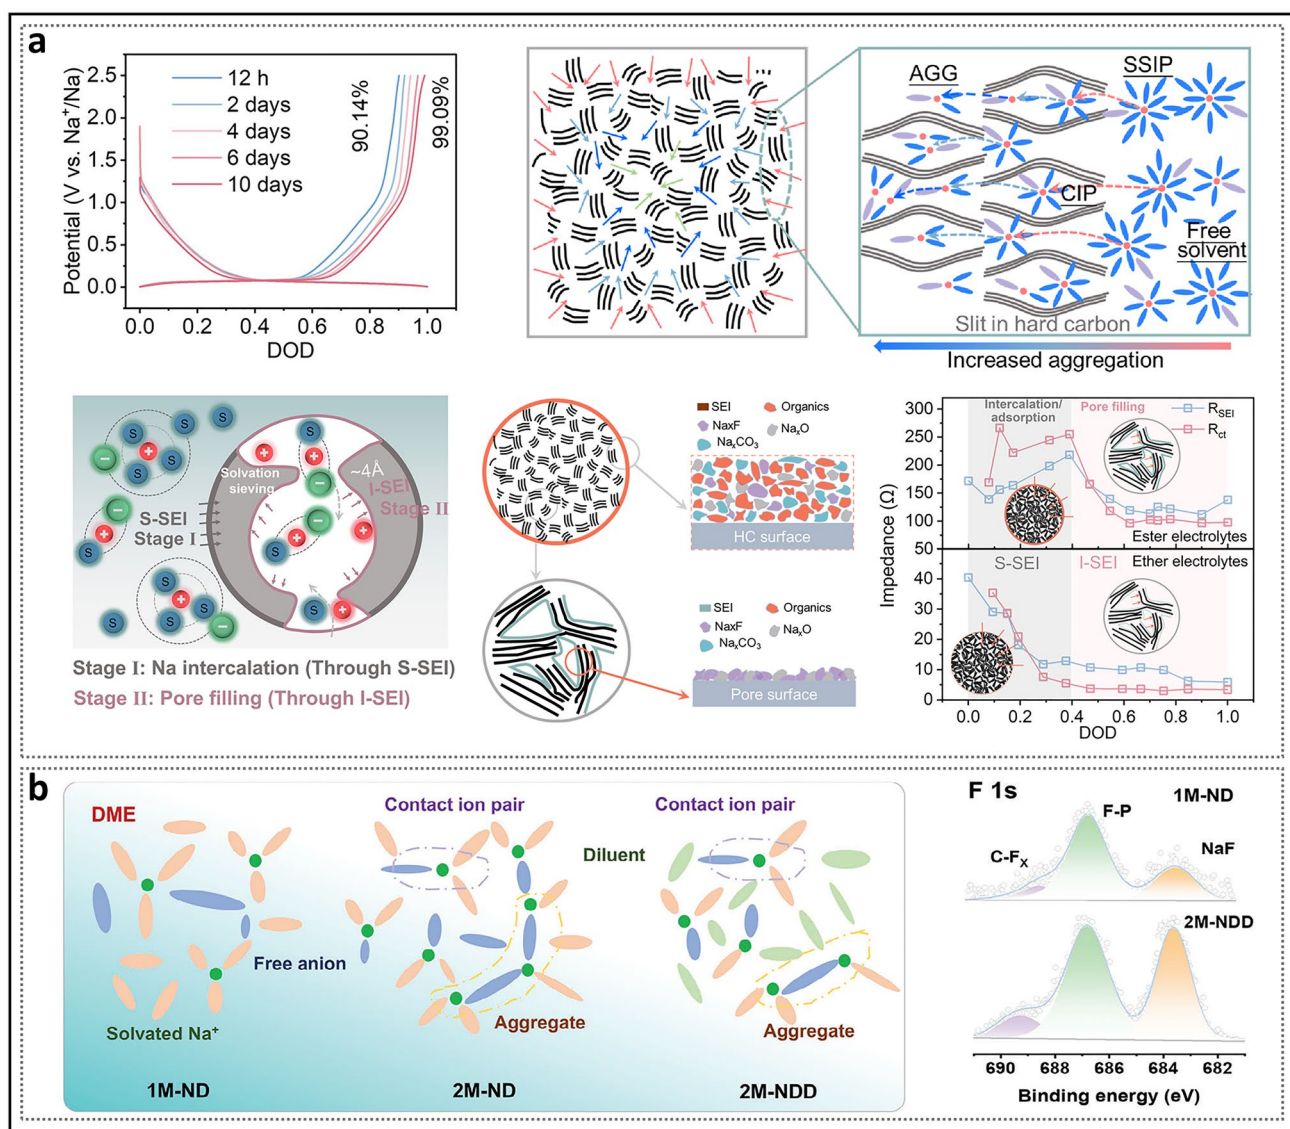 a
Potential (V vs. Na⁺/Na)
2.5
2.0
1.5
1.0
0.5
0.0
12 h
2 days
4 days
6 days
10 days
90.14%
99.09%
0.0 0.2 0.4 0.6 0.8 1.0
DOD
AGG
SSIP
CIP
Free
solvent
Slit in hard carbon
Increased aggregation
S
S
S
S
S
S
S
S
S
S
S
S
S
S
Solvation
sieving
~4Å
I-SEI
Stage II
S-SEI
Stage I
Stage I: Na intercalation (Through S-SEI)
Stage II: Pore filling (Through I-SEI)
SEI Organics
NaxF NaₓO
NaₓCO₃
HC surface
SEI Organics
NaxF NaₓO
NaₓCO₃
Pore surface
Impedance (Ω)
300
250
200
150
100
50
40
30
20
10
0
Intercalation/
adsorption
Pore filling
R_SEI
R_ct
Ester electrolytes
S-SEI
I-SEI
Ether electrolytes
0.0 0.2 0.4 0.6 0.8 1.0
DOD
b
DME
Free anion
Solvated Na⁺
1M-ND
Contact ion pair
Aggregate
2M-ND
Contact ion pair
Diluent
Aggregate
2M-NDD
F 1s
1M-ND
F-P
C-Fₓ
NaF
2M-NDD
690 688 686 684 682
Binding energy (eV)